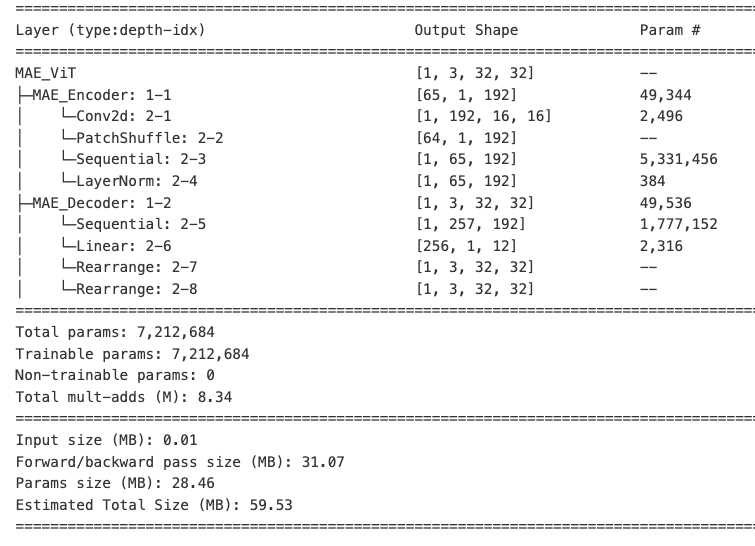 ==========================================================================================
Layer (type:depth-idx)                   Output Shape              Param #
==========================================================================================
MAE_ViT                                  [1, 3, 32, 32]            --
├─MAE_Encoder: 1-1                       [65, 1, 192]              49,344
│    └─Conv2d: 2-1                       [1, 192, 16, 16]          2,496
│    └─PatchShuffle: 2-2                 [64, 1, 192]              --
│    └─Sequential: 2-3                   [1, 65, 192]              5,331,456
│    └─LayerNorm: 2-4                    [1, 65, 192]              384
├─MAE_Decoder: 1-2                       [1, 3, 32, 32]            49,536
│    └─Sequential: 2-5                   [1, 257, 192]             1,777,152
│    └─Linear: 2-6                       [256, 1, 12]              2,316
│    └─Rearrange: 2-7                    [1, 3, 32, 32]            --
│    └─Rearrange: 2-8                    [1, 3, 32, 32]            --
==========================================================================================
Total params: 7,212,684
Trainable params: 7,212,684
Non-trainable params: 0
Total mult-adds (M): 8.34
==========================================================================================
Input size (MB): 0.01
Forward/backward pass size (MB): 31.07
Params size (MB): 28.46
Estimated Total Size (MB): 59.53
==========================================================================================